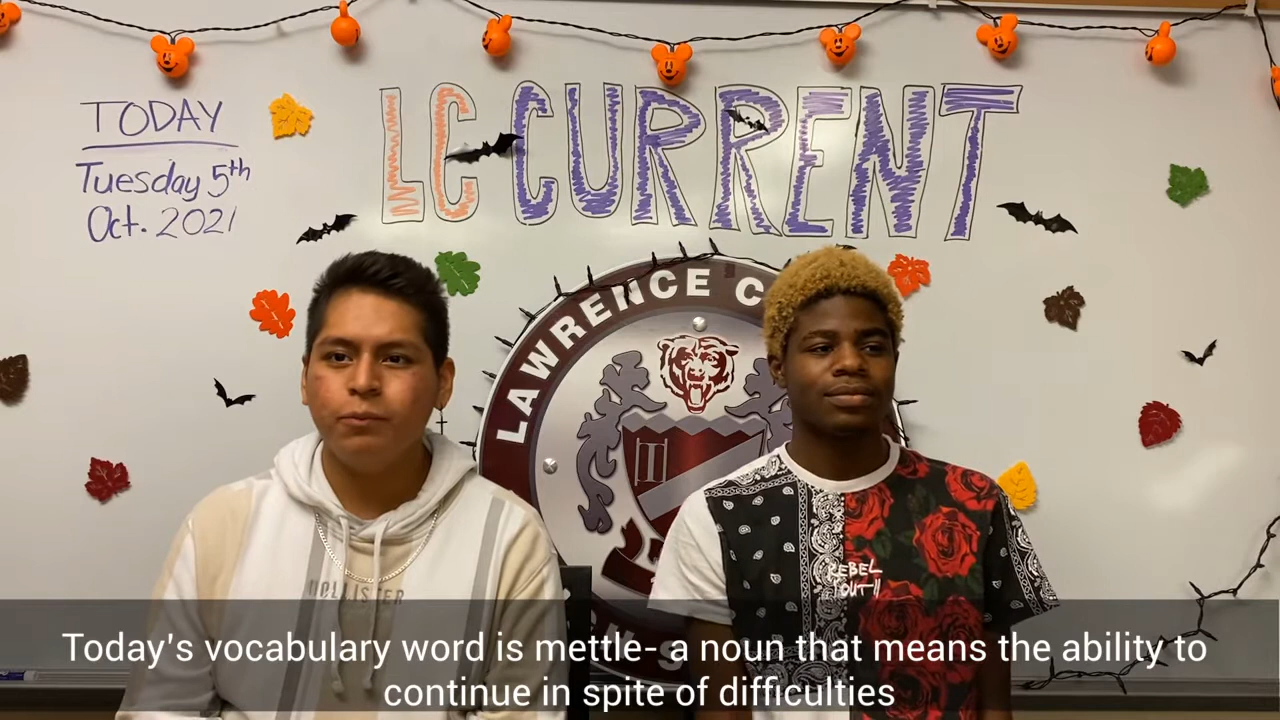 TODAY
Tuesday 5th
Oct. 2021
LC CURRENT
LAWRENCE C
HOLLISTER
REBEL
Today's vocabulary word is mettle- a noun that means the ability to
continue in spite of difficulties